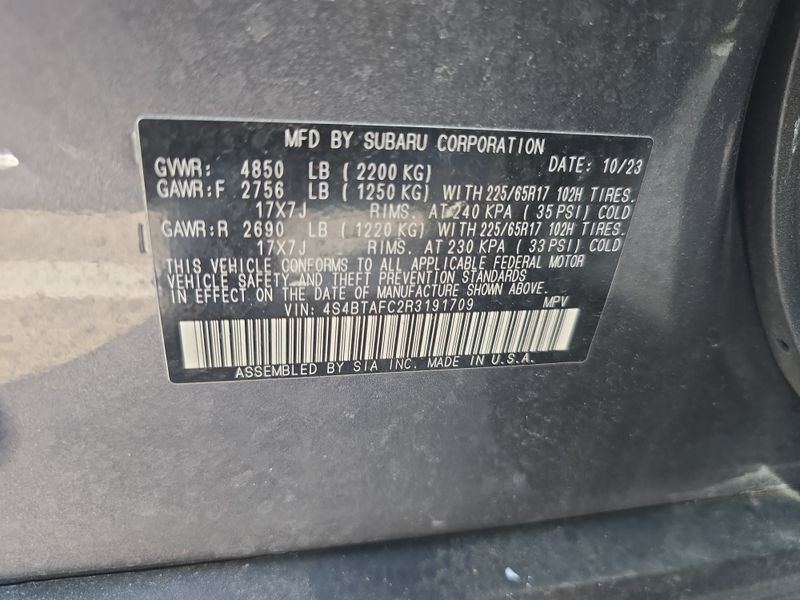 MFD BY SUBARU CORPORATION
GVWR: 4850 LB (2200 KG) DATE: 10/23
GAWR:F 2756 LB (1250 KG) WITH 225/65R17 102H TIRES.
17X7J RIMS. AT 240 KPA (35 PSI) COLD
GAWR:R 2690 LB (1220 KG) WITH 225/65R17 102H TIRES.
17X7J RIMS. AT 230 KPA (33 PSI) COLD
THIS VEHICLE CONFORMS TO ALL APPLICABLE FEDERAL MOTOR
VEHICLE SAFETY AND THEFT PREVENTION STANDARDS
IN EFFECT ON THE DATE OF MANUFACTURE SHOWN ABOVE.
VIN: 4S4BTAFC2R3191709 MPV
ASSEMBLED BY SIA INC. MADE IN U.S.A.